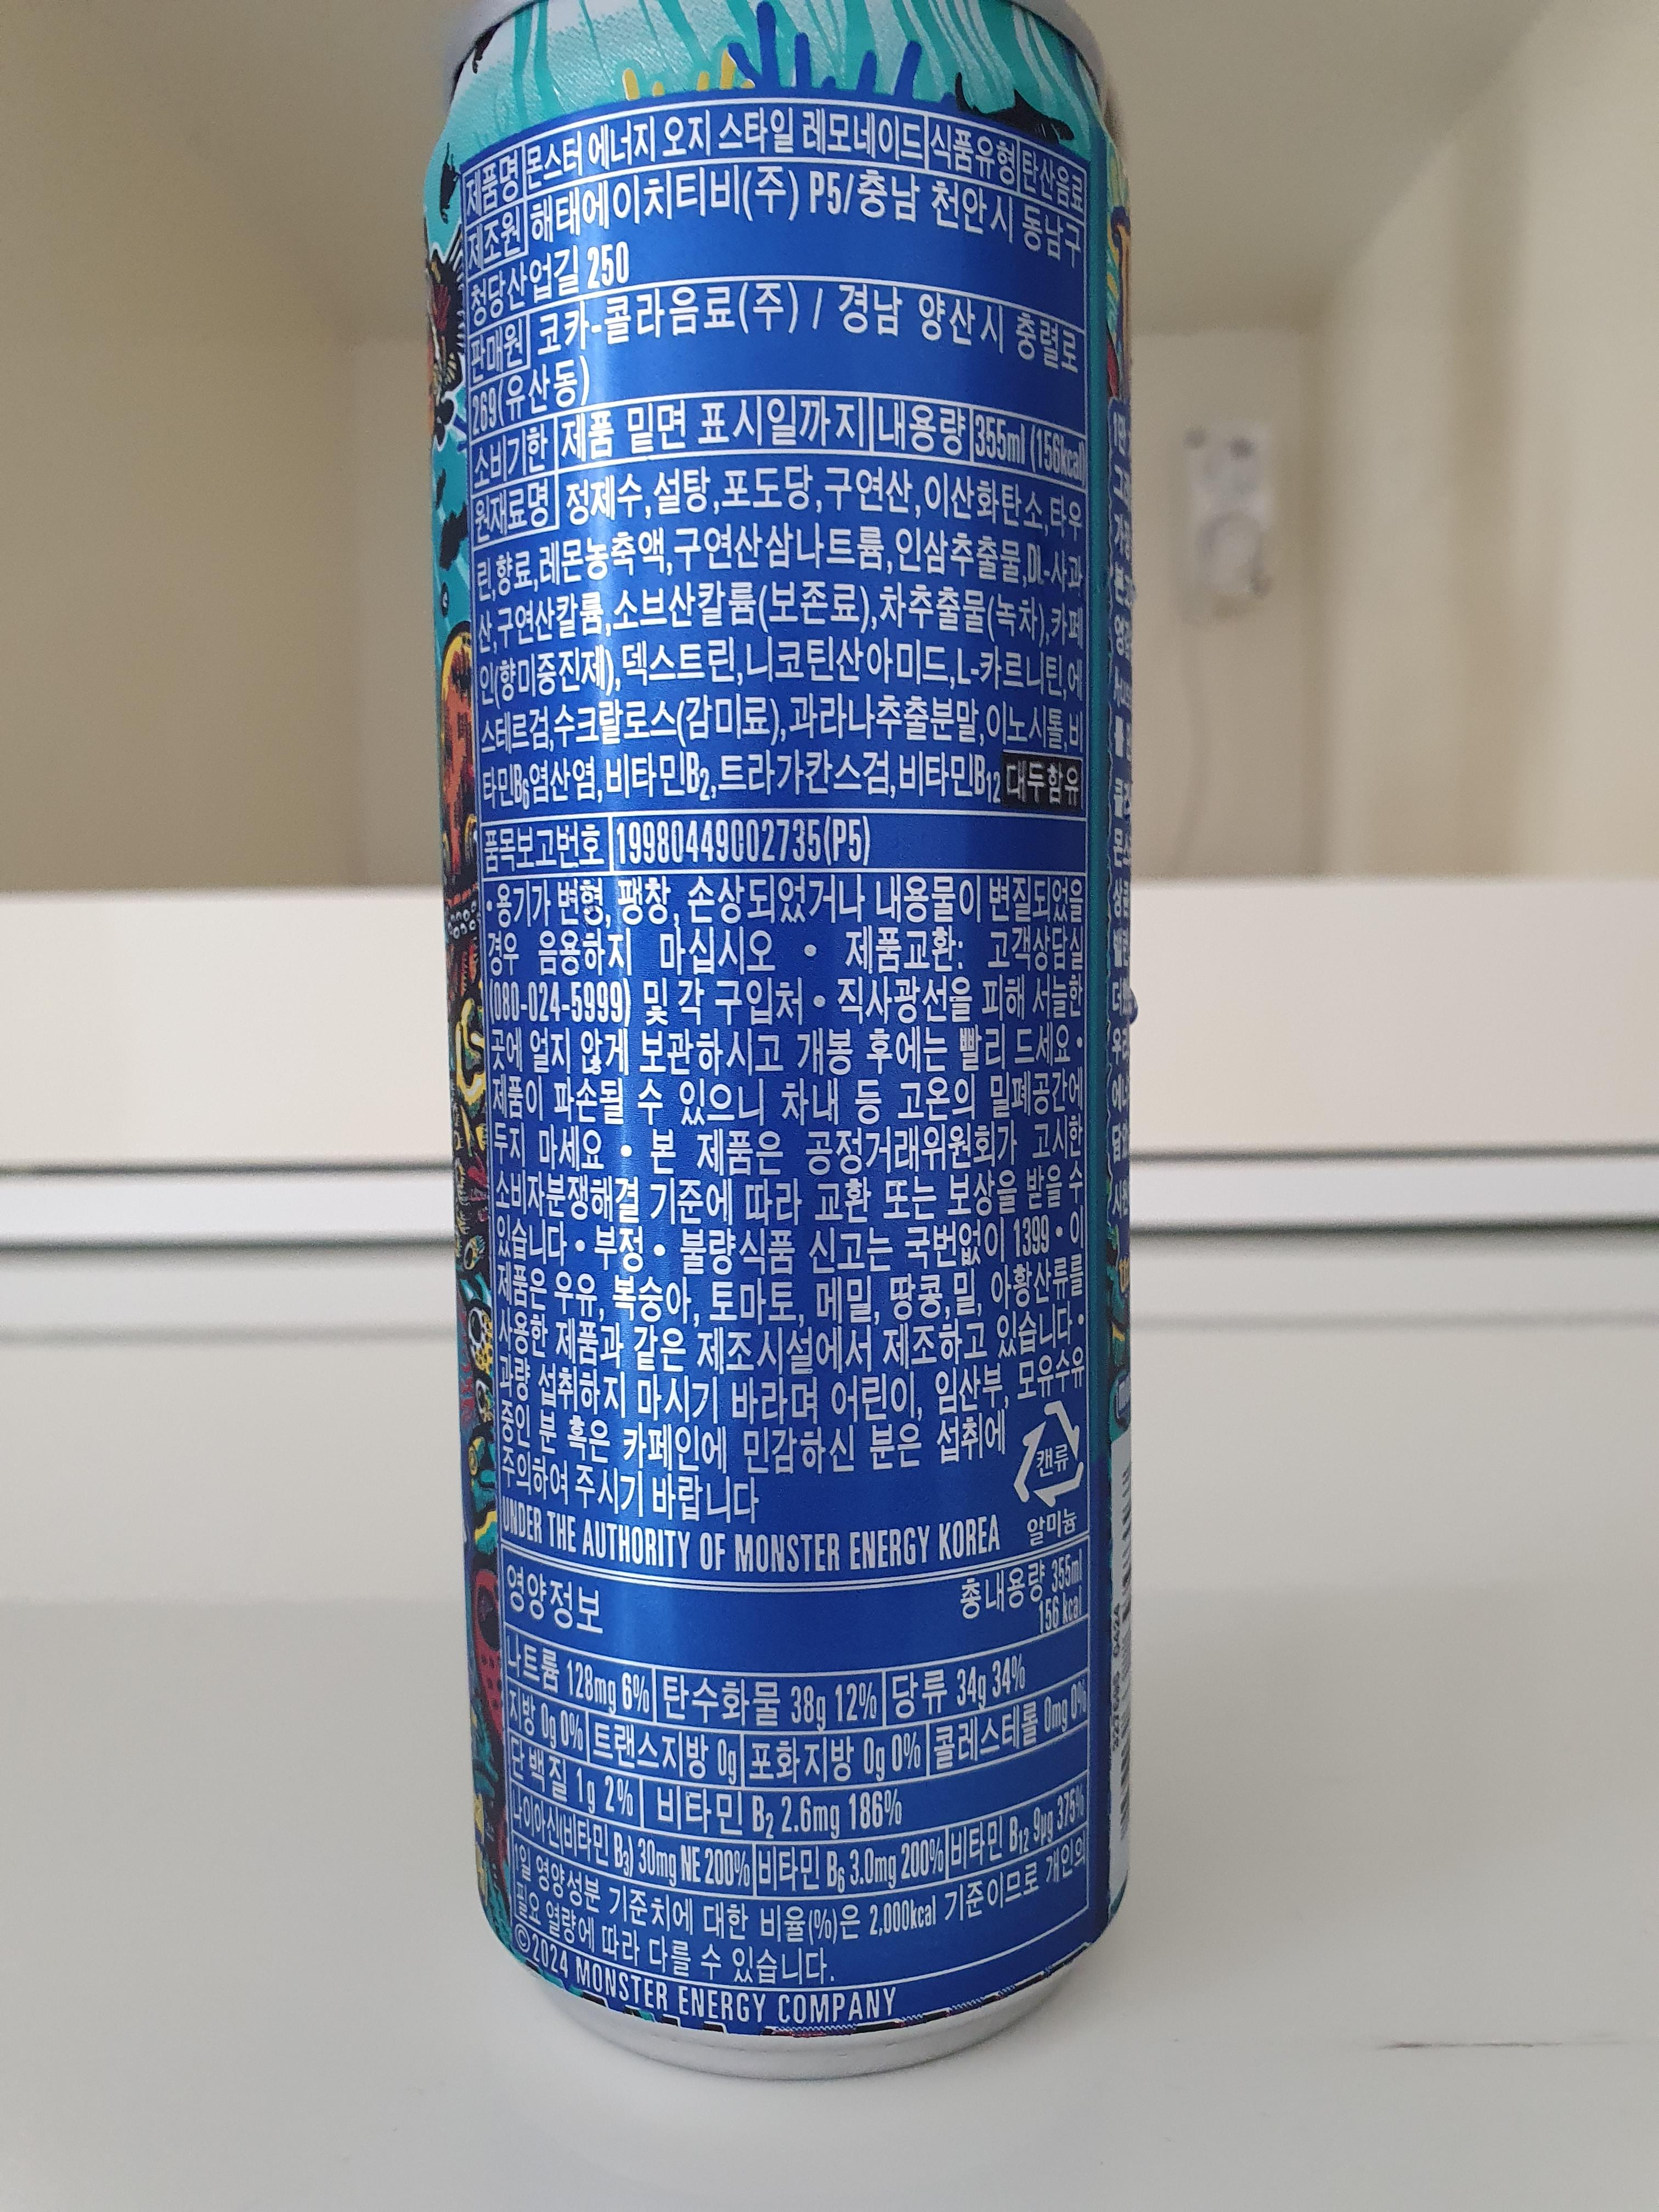 제품명 몬스터 에너지 오지 스타일 레모네이드 식품유형 탄산음료
제조원 해태에이치티비(주) P5/충남 천안시 동남구
청당산업길 250
판매원 코카-콜라음료(주) / 경남 양산시 충렬로
269(유산동)
소비기한 제품 밑면 표시일까지 내용량 355ml (156kcal)
원재료명 정제수,설탕,포도당,구연산,이산화탄소,타우
린,향료,레몬농축액,구연산삼나트륨,인삼추출물,DL-사과
산,구연산칼륨,소브산칼륨(보존료),차추출물(녹차),카페
인(향미증진제),덱스트린,니코틴산아미드,L-카르니틴,에
스테르검,수크랄로스(감미료),과라나추출분말,이노시톨,비
타민B6염산염,비타민B2,트라가칸스검,비타민B12 대두함유
품목보고번호 19980449002735(P5)
•용기가 변형, 팽창, 손상되었거나 내용물이 변질되었을
경우 음용하지 마십시오 • 제품교환: 고객상담실
(080-024-5999) 및 각 구입처 • 직사광선을 피해 서늘한
곳에 얼지 않게 보관하시고 개봉 후에는 빨리 드세요 •
제품이 파손될 수 있으니 차내 등 고온의 밀폐공간에
두지 마세요 • 본 제품은 공정거래위원회가 고시한
소비자분쟁해결 기준에 따라 교환 또는 보상을 받을 수
있습니다 • 부정 • 불량식품 신고는 국번없이 1399 • 이
제품은 우유, 복숭아, 토마토, 메밀, 땅콩,밀, 아황산류를
사용한 제품과 같은 제조시설에서 제조하고 있습니다 •
과량 섭취하지 마시기 바라며 어린이, 임산부, 모유수유
중인 분 혹은 카페인에 민감하신 분은 섭취에
주의하여 주시기 바랍니다
캔류
알미늄
UNDER THE AUTHORITY OF MONSTER ENERGY KOREA
영양정보 총내용량 355ml
156 kcal
나트륨 128mg 6% 탄수화물 38g 12% 당류 34g 34%
지방 0g 0% 트랜스지방 0g 포화지방 0g 0% 콜레스테롤 0mg 0%
단백질 1g 2% 비타민 B2 2.6mg 186%
나이아신(비타민 B3) 30mg NE 200% 비타민 B6 3.0mg 200% 비타민 B12 9μg 375%
1일 영양성분 기준치에 대한 비율(%)은 2,000kcal 기준이므로 개인의
필요 열량에 따라 다를 수 있습니다.
©2024 MONSTER ENERGY COMPANY